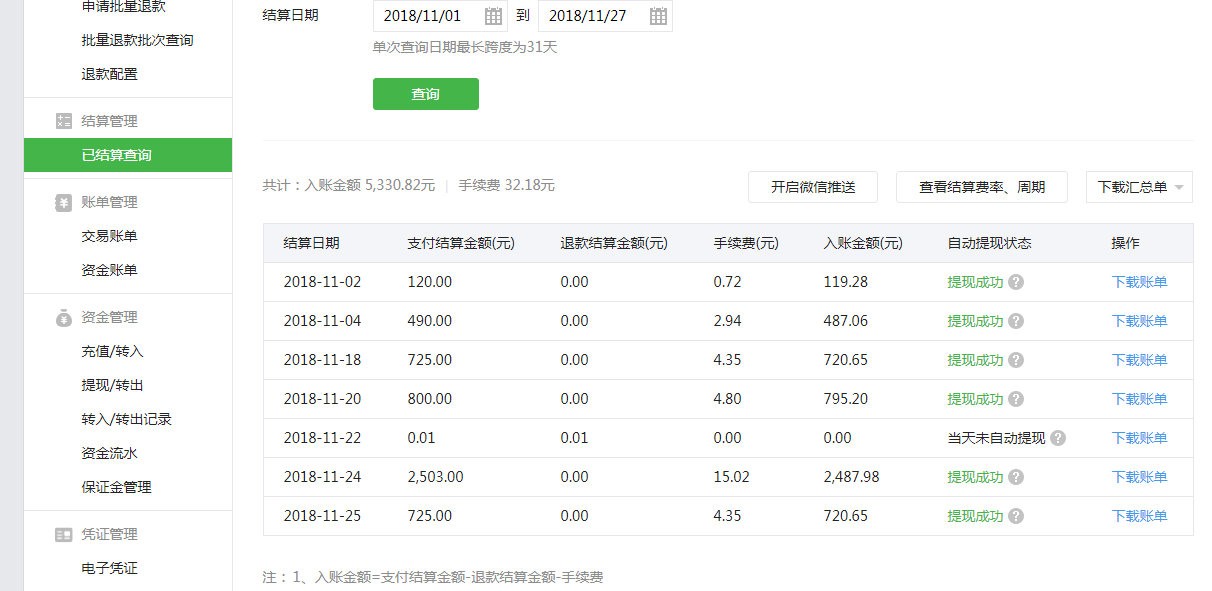 申请批量退款
批量退款批次查询
退款配置
结算管理
已结算查询
账单管理
交易账单
资金账单
资金管理
充值/转入
提现/转出
转入/转出记录
资金流水
保证金管理
凭证管理
电子凭证
结算日期 2018/11/01 到 2018/11/27
单次查询日期最长跨度为31天
查询
共计：入账金额 5,330.82元 | 手续费 32.18元 开启微信推送 查看结算费率、周期 下载汇总单
结算日期 支付结算金额(元) 退款结算金额(元) 手续费(元) 入账金额(元) 自动提现状态 操作
2018-11-02 120.00 0.00 0.72 119.28 提现成功 ? 下载账单
2018-11-04 490.00 0.00 2.94 487.06 提现成功 ? 下载账单
2018-11-18 725.00 0.00 4.35 720.65 提现成功 ? 下载账单
2018-11-20 800.00 0.00 4.80 795.20 提现成功 ? 下载账单
2018-11-22 0.01 0.01 0.00 0.00 当天未自动提现 ? 下载账单
2018-11-24 2,503.00 0.00 15.02 2,487.98 提现成功 ? 下载账单
2018-11-25 725.00 0.00 4.35 720.65 提现成功 ? 下载账单
注：1、入账金额=支付结算金额-退款结算金额-手续费